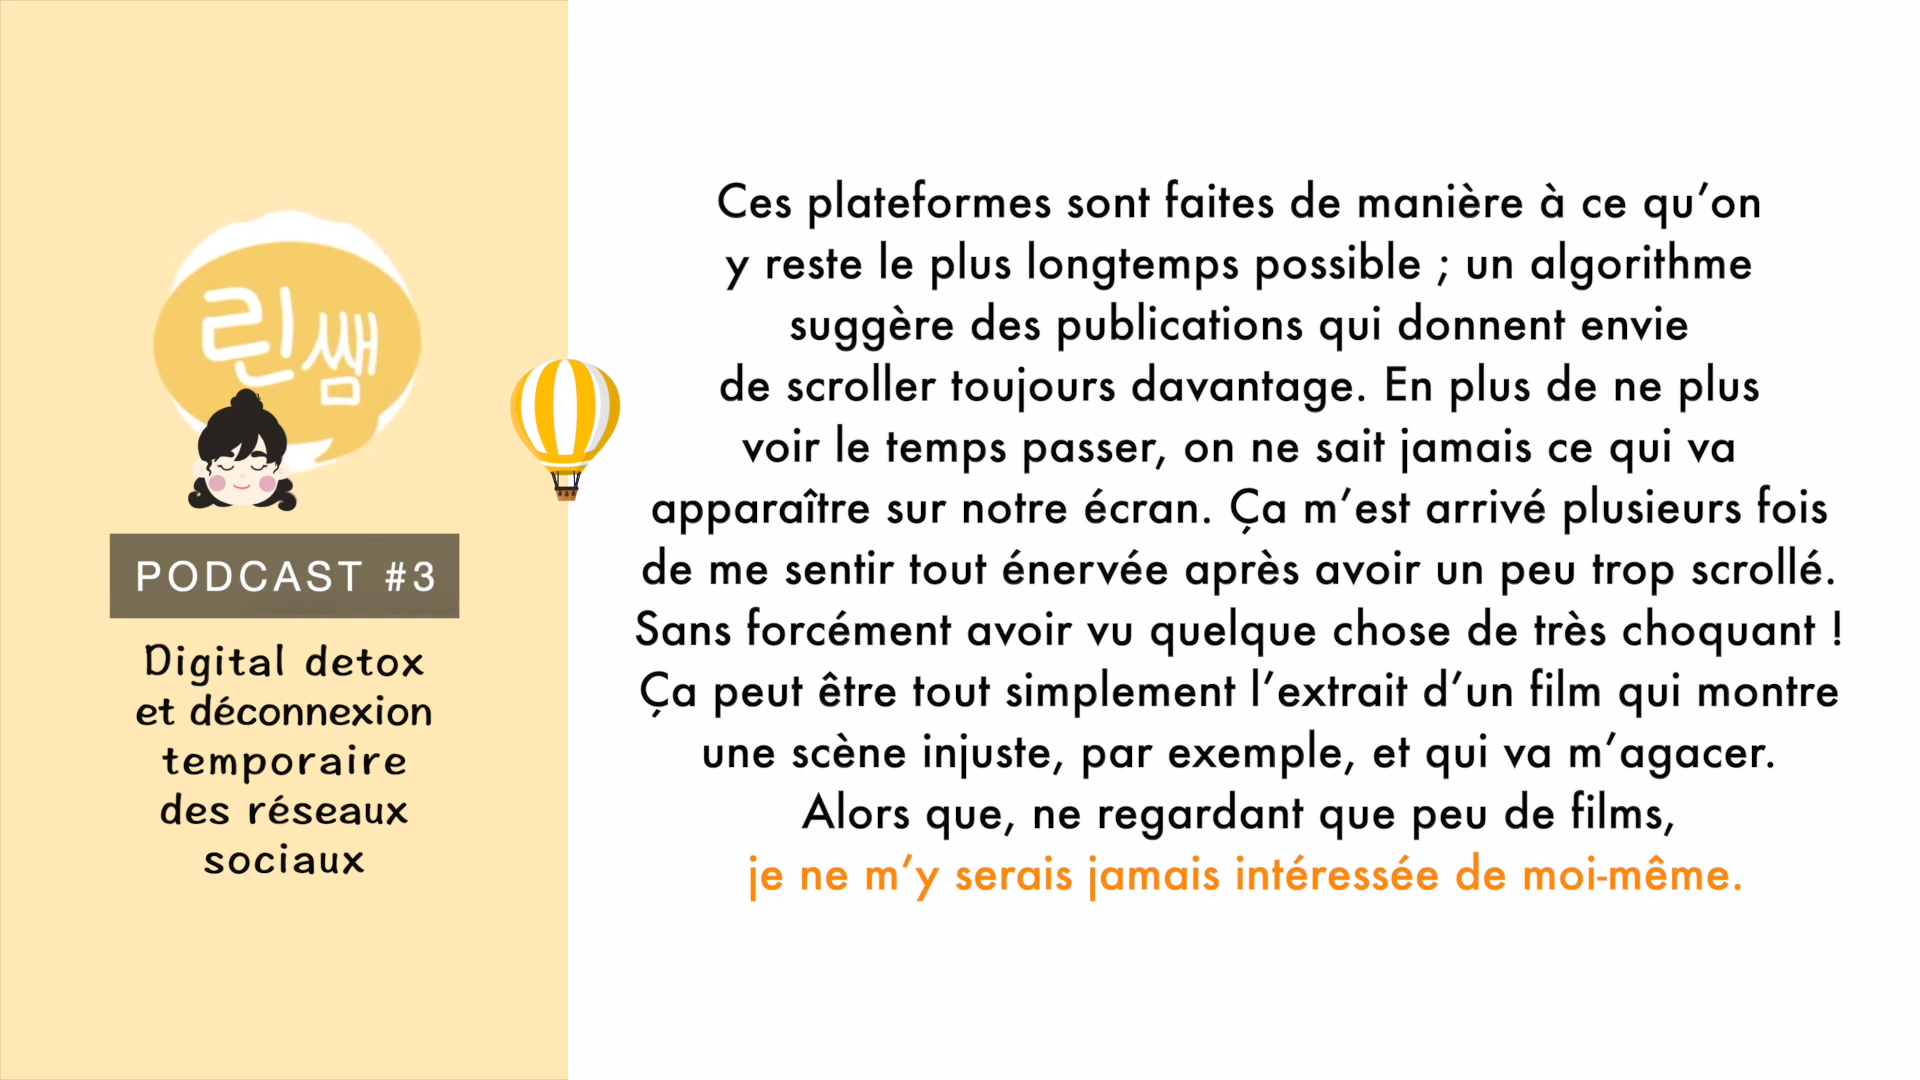 린쌤
PODCAST #3
Digital detox
et déconnexion
temporaire
des réseaux
sociaux
Ces plateformes sont faites de manière à ce qu’on
y reste le plus longtemps possible ; un algorithme
suggère des publications qui donnent envie
de scroller toujours davantage. En plus de ne plus
voir le temps passer, on ne sait jamais ce qui va
apparaître sur notre écran. Ça m’est arrivé plusieurs fois
de me sentir tout énervée après avoir un peu trop scrollé.
Sans forcément avoir vu quelque chose de très choquant !
Ça peut être tout simplement l’extrait d’un film qui montre
une scène injuste, par exemple, et qui va m’agacer.
Alors que, ne regardant que peu de films,
je ne m’y serais jamais intéressée de moi-même.